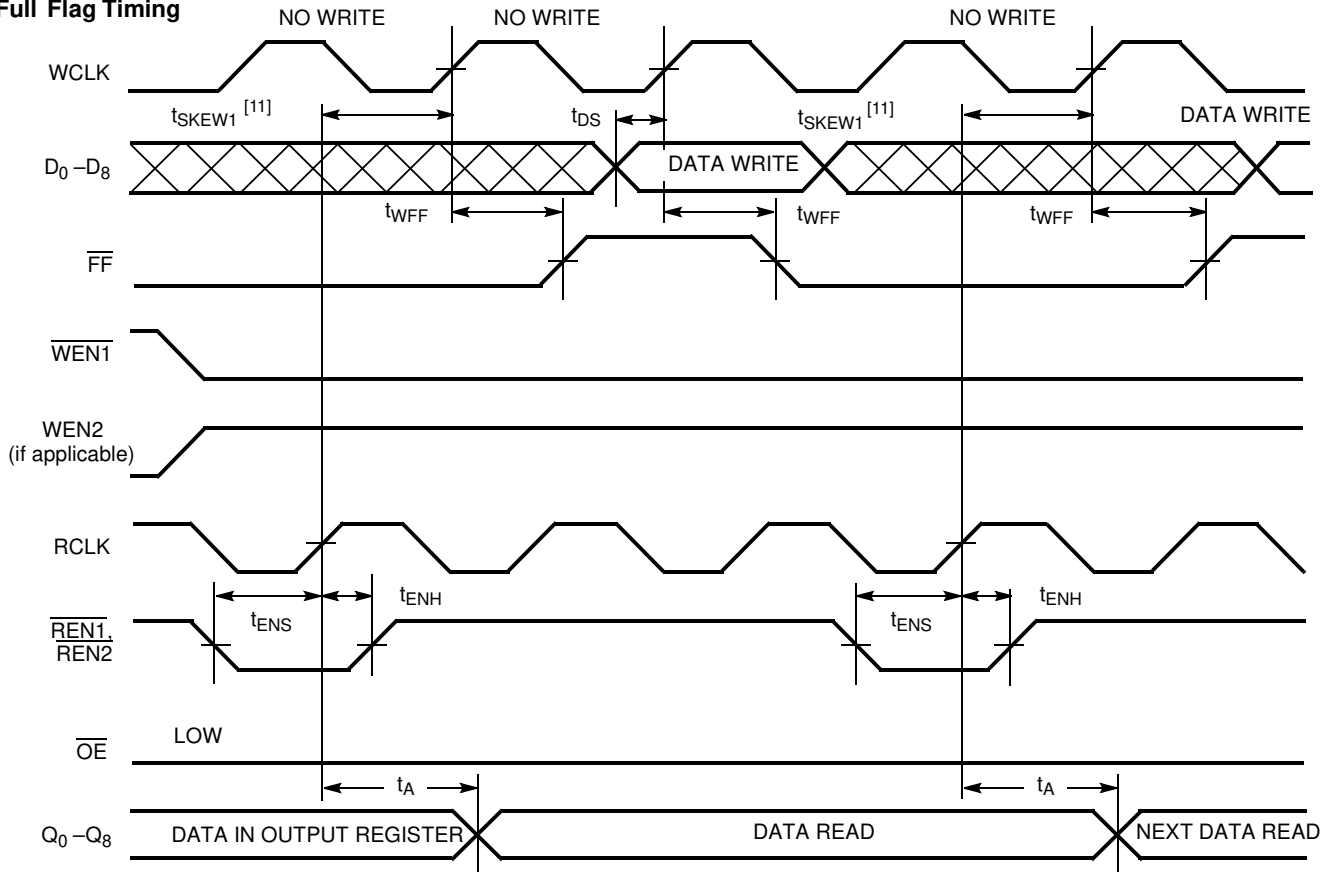 Full Flag Timing
NO WRITE
NO WRITE
NO WRITE
WCLK
tSKEW1 [11]
tDS
tSKEW1 [11]
DATA WRITE
D0 –D8
DATA WRITE
tWFF
tWFF
tWFF
FF
WEN1
WEN2
(if applicable)
RCLK
tENS
tENH
tENS
tENH
REN1,
REN2
LOW
OE
tA
tA
Q0 –Q8
DATA IN OUTPUT REGISTER
DATA READ
NEXT DATA READ